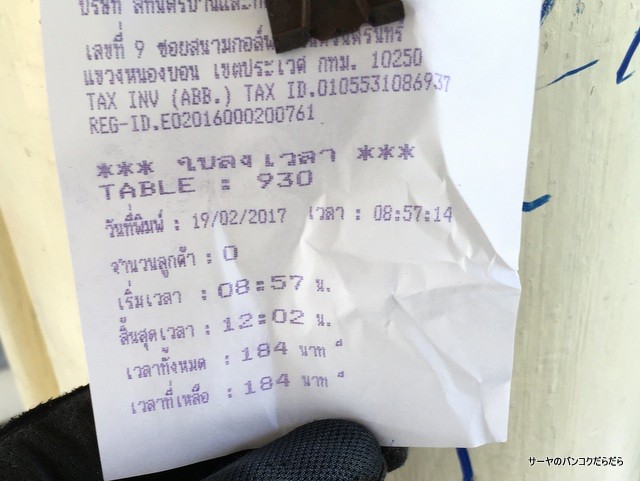 บริษัท
เลขที่ 9 ซอยสนามกอล์ฟ
แขวงหนองบอน เขตประเวศ กทม. 10250
TAX INV (ABB.) TAX ID.0105531086937
REG-ID.E02016000200761
*** ใบลงเวลา ***
TABLE : 930
วันที่พิมพ์ : 19/02/2017 เวลา : 08:57:14
จำนวนลูกค้า : 0
เริ่มเวลา : 08:57 น.
สิ้นสุดเวลา : 12:02 น.
เวลาทั้งหมด : 184 นาที
เวลาที่เหลือ : 184 นาที
サーヤのバンコクだらだら